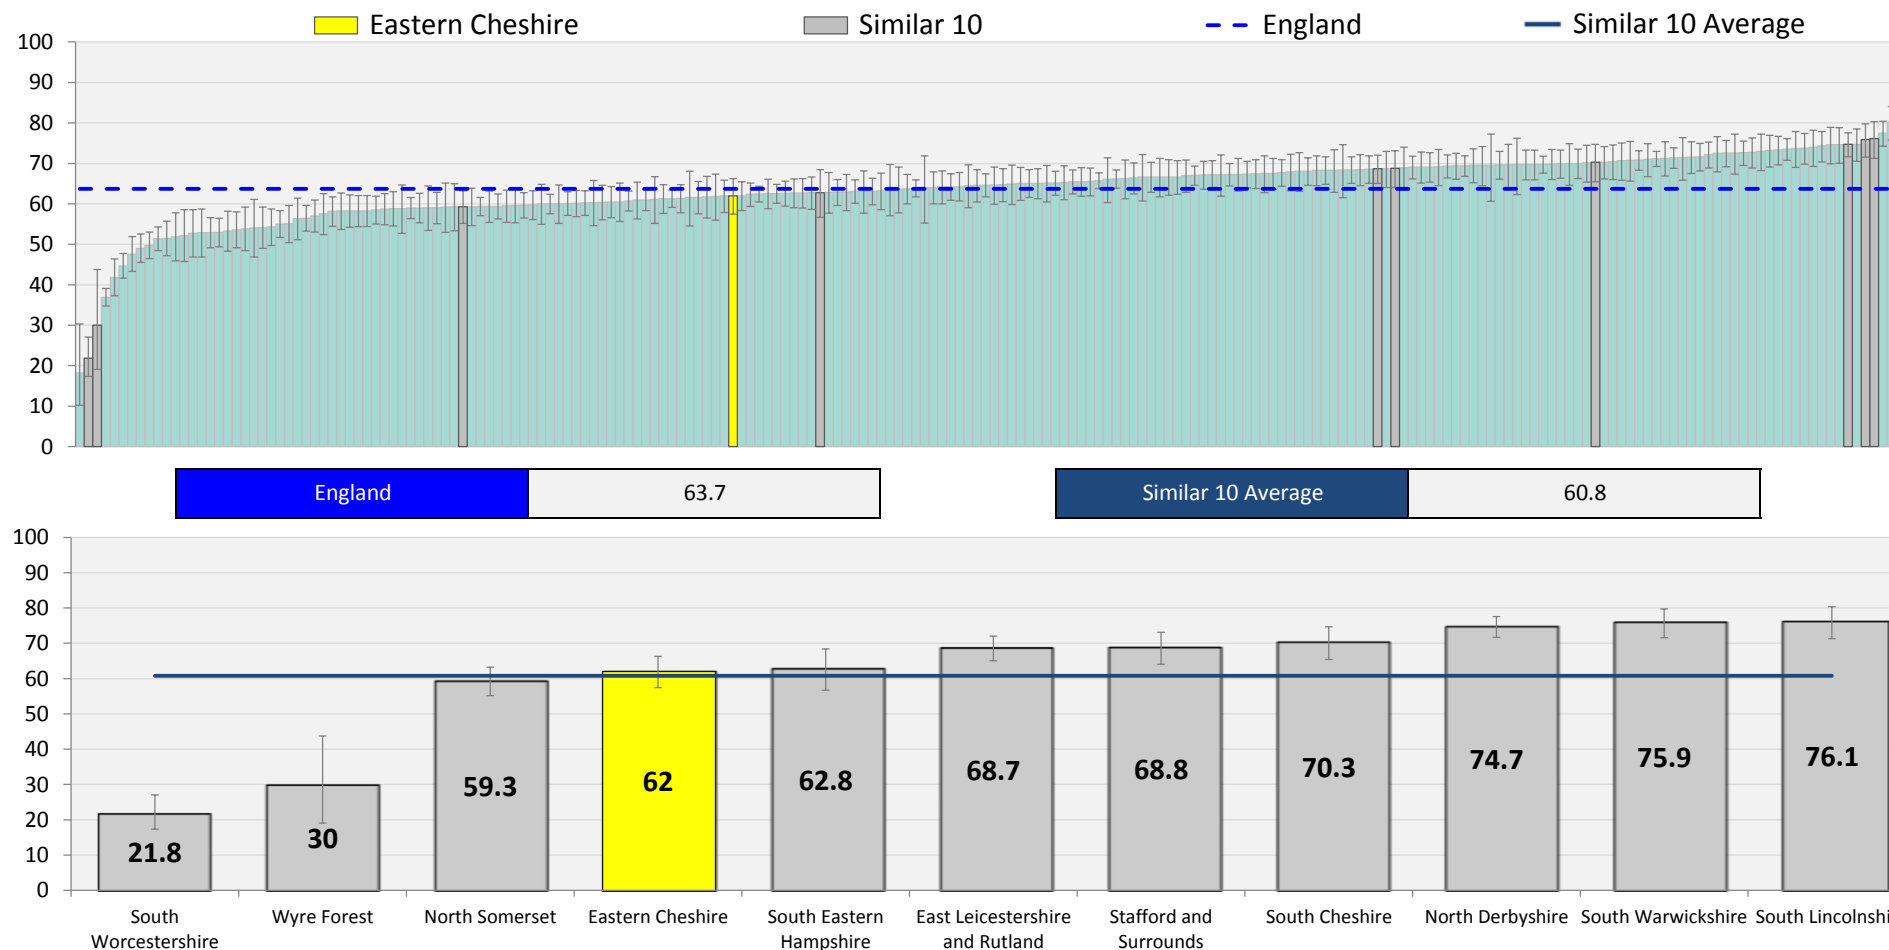 Eastern Cheshire
Similar 10
England
Similar 10 Average
100
90
80
70
60
50
40
30
20
10
0
England
63.7
Similar 10 Average
60.8
100
90
80
70
60
50
40
30
20
10
0
21.8
30
59.3
62
62.8
68.7
68.8
70.3
74.7
75.9
76.1
South
Worcestershire
Wyre Forest
North Somerset
Eastern Cheshire
South Eastern
Hampshire
East Leicestershire
and Rutland
Stafford and
Surrounds
South Cheshire
North Derbyshire
South Warwickshire
South Lincolnshi